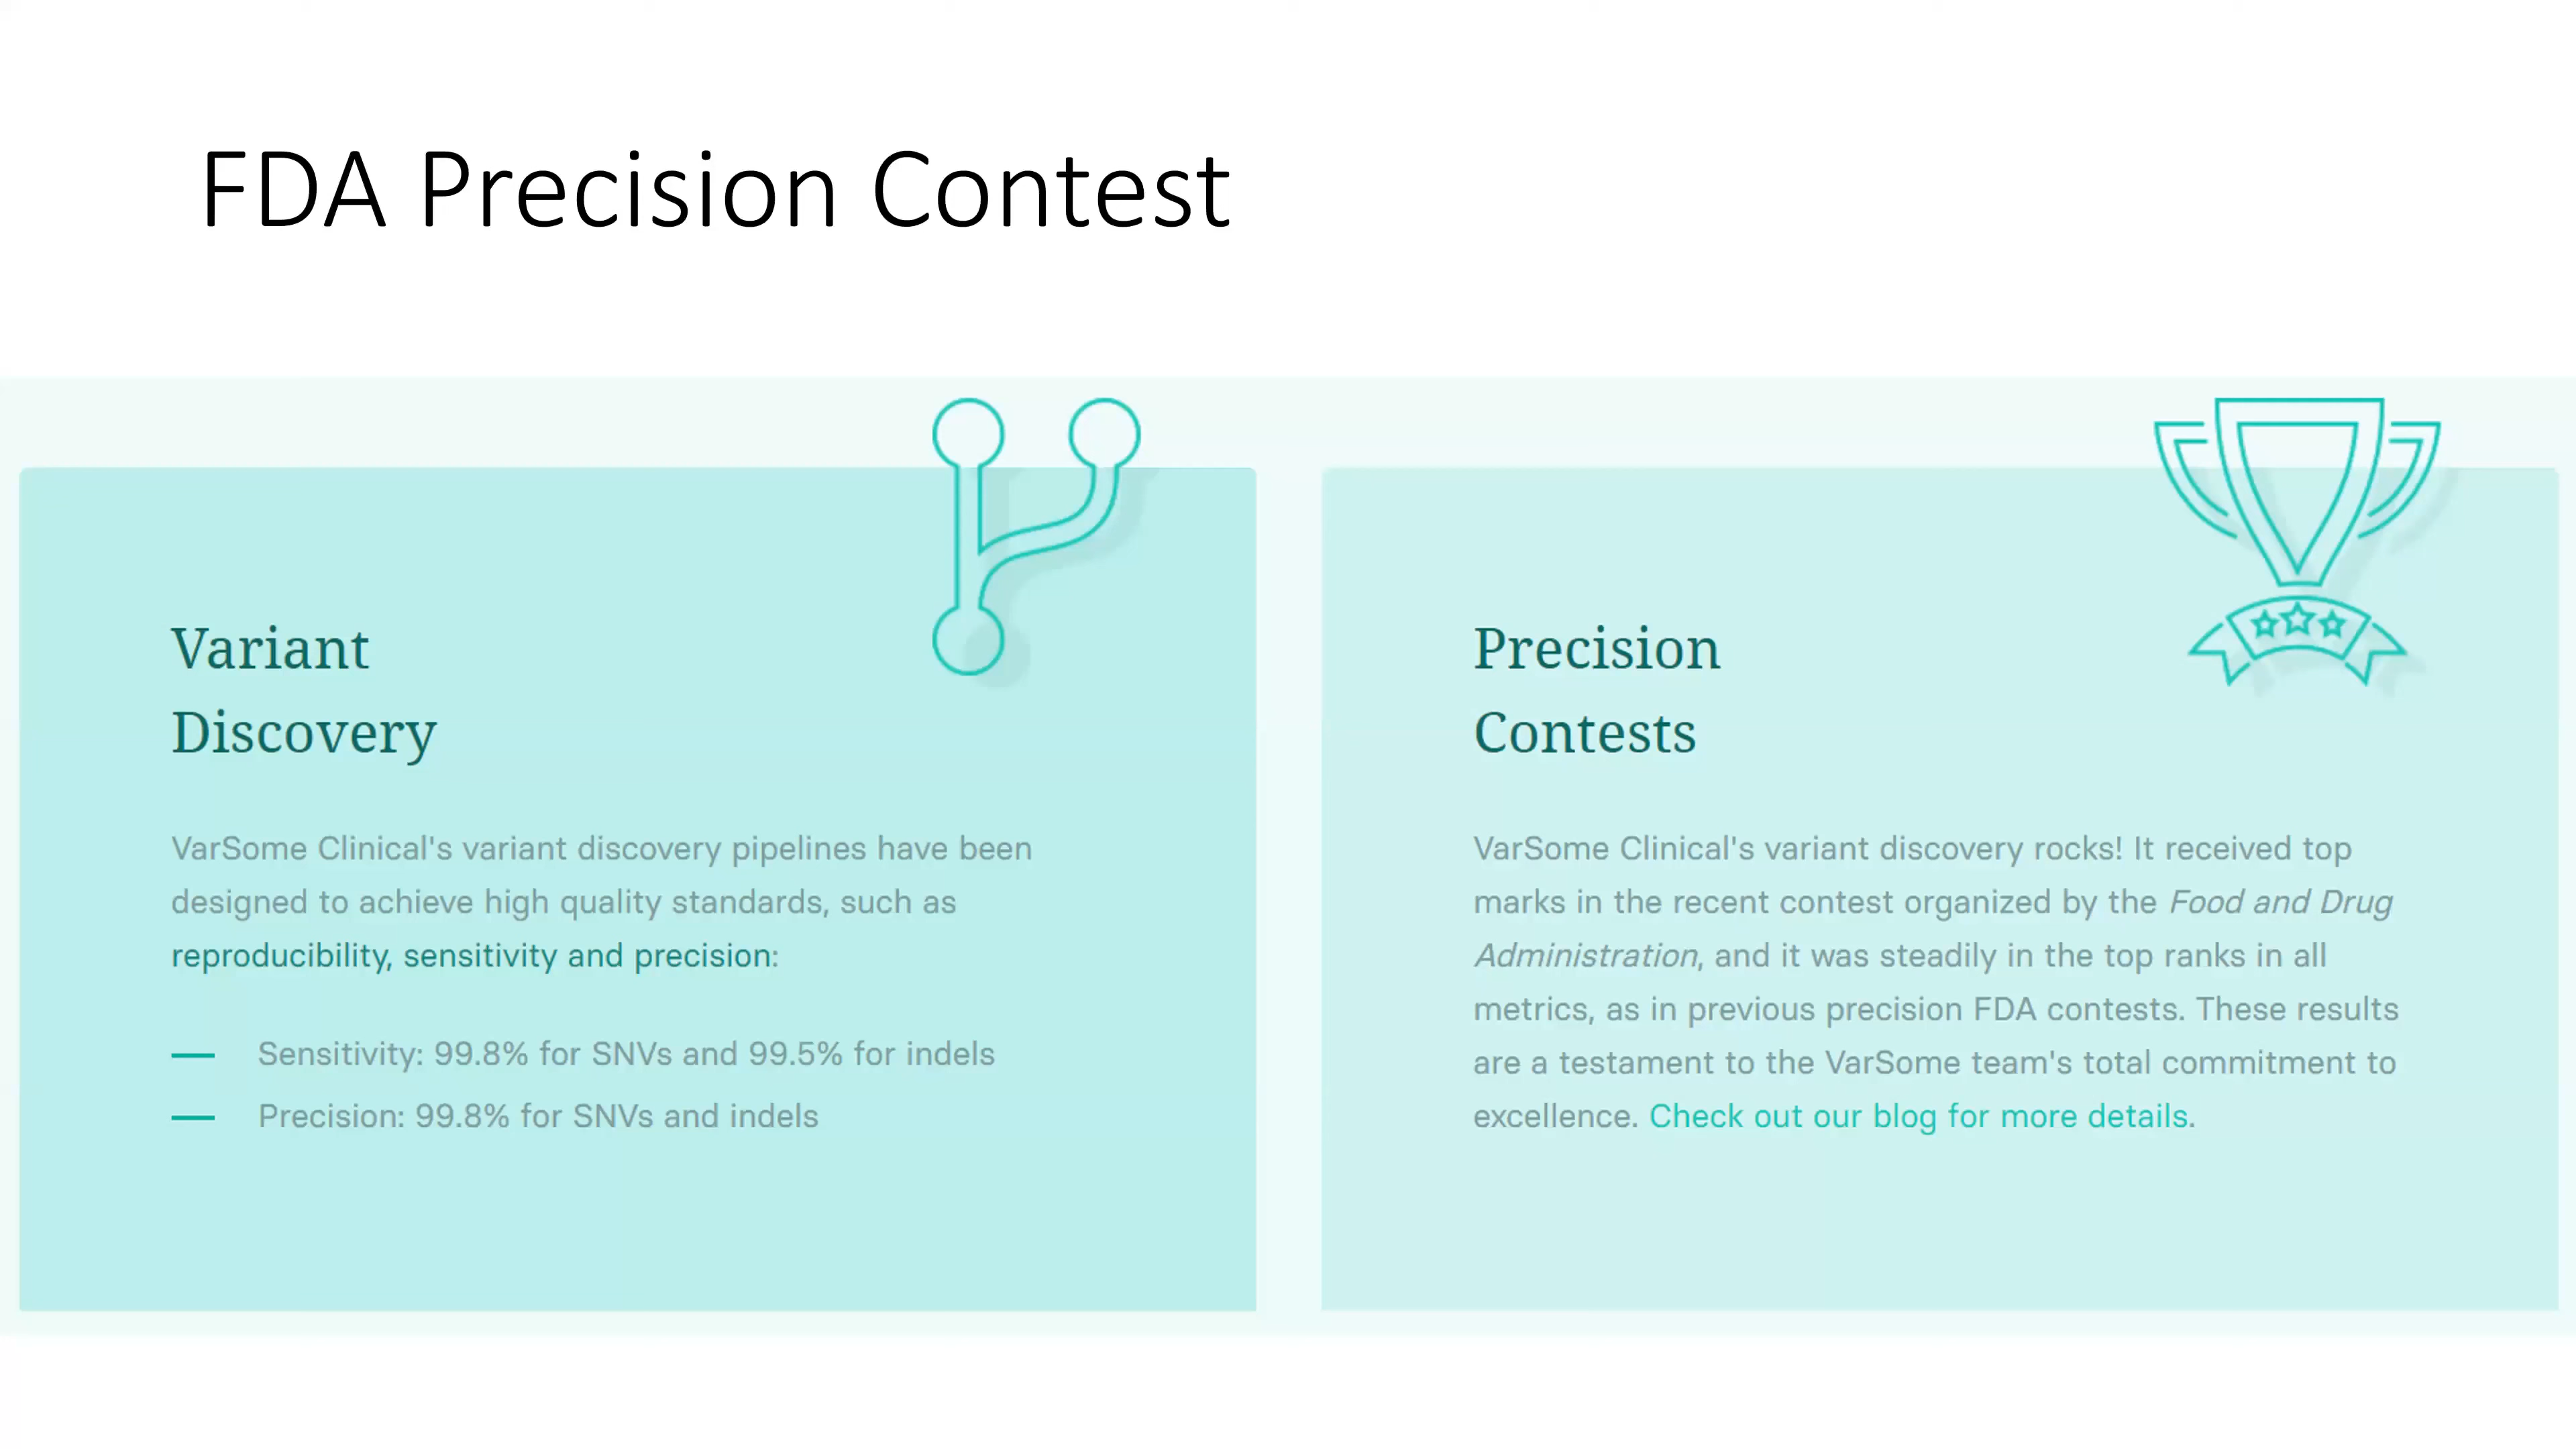 FDA Precision Contest
Variant
Discovery
VarSome Clinical's variant discovery pipelines have been
designed to achieve high quality standards, such as
reproducibility, sensitivity and precision:
Sensitivity: 99.8% for SNVs and 99.5% for indels
Precision: 99.8% for SNVs and indels
Precision
Contests
VarSome Clinical's variant discovery rocks! It received top
marks in the recent contest organized by the Food and Drug
Administration, and it was steadily in the top ranks in all
metrics, as in previous precision FDA contests. These results
are a testament to the VarSome team's total commitment to
excellence. Check out our blog for more details.